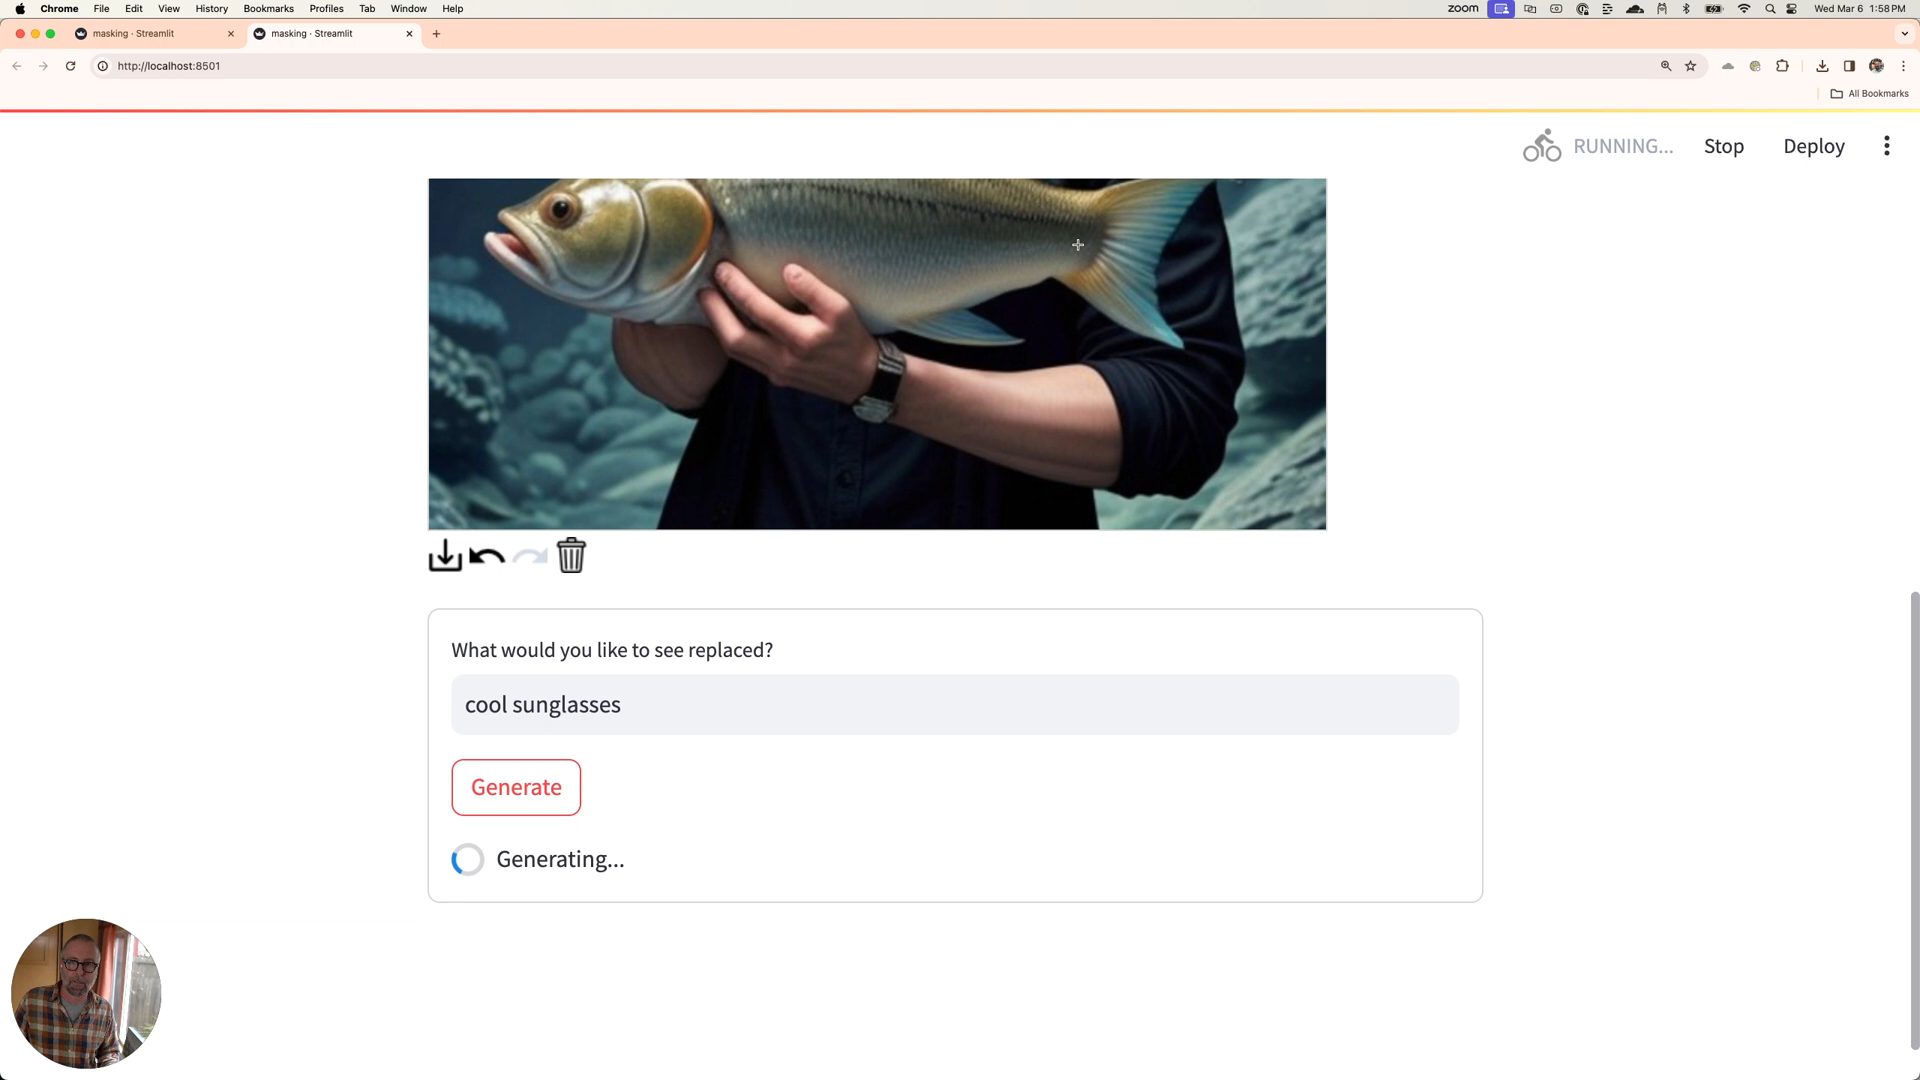 Chrome File Edit View History Bookmarks Profiles Tab Window Help
zoom
Wed Mar 6 1:58 PM
masking · Streamlit
masking · Streamlit
http://localhost:8501
All Bookmarks
RUNNING...
Stop
Deploy
What would you like to see replaced?
cool sunglasses
Generate
Generating...